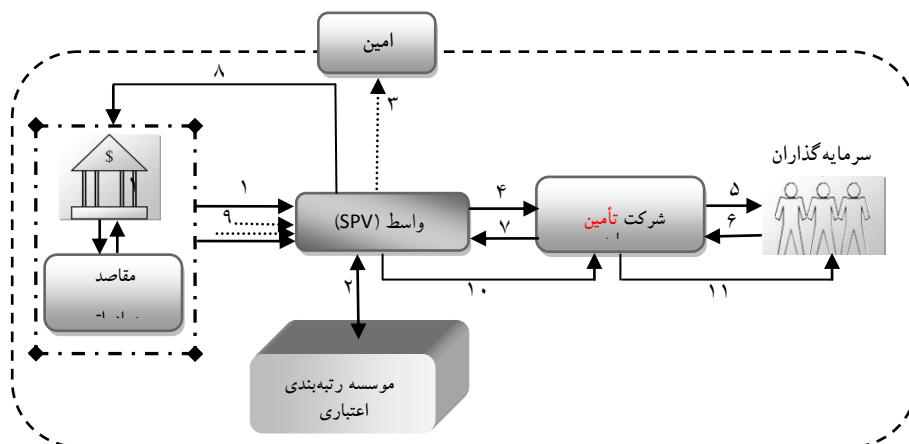 امین
۸
۳
سرمایه‌گذاران
$
۱
۹
واسط (SPV)
۴
۷
شرکت تأمین
۵
۶
مقاصد
۲
۱۰
۱۱
موسسه رتبه‌بندی
اعتباری